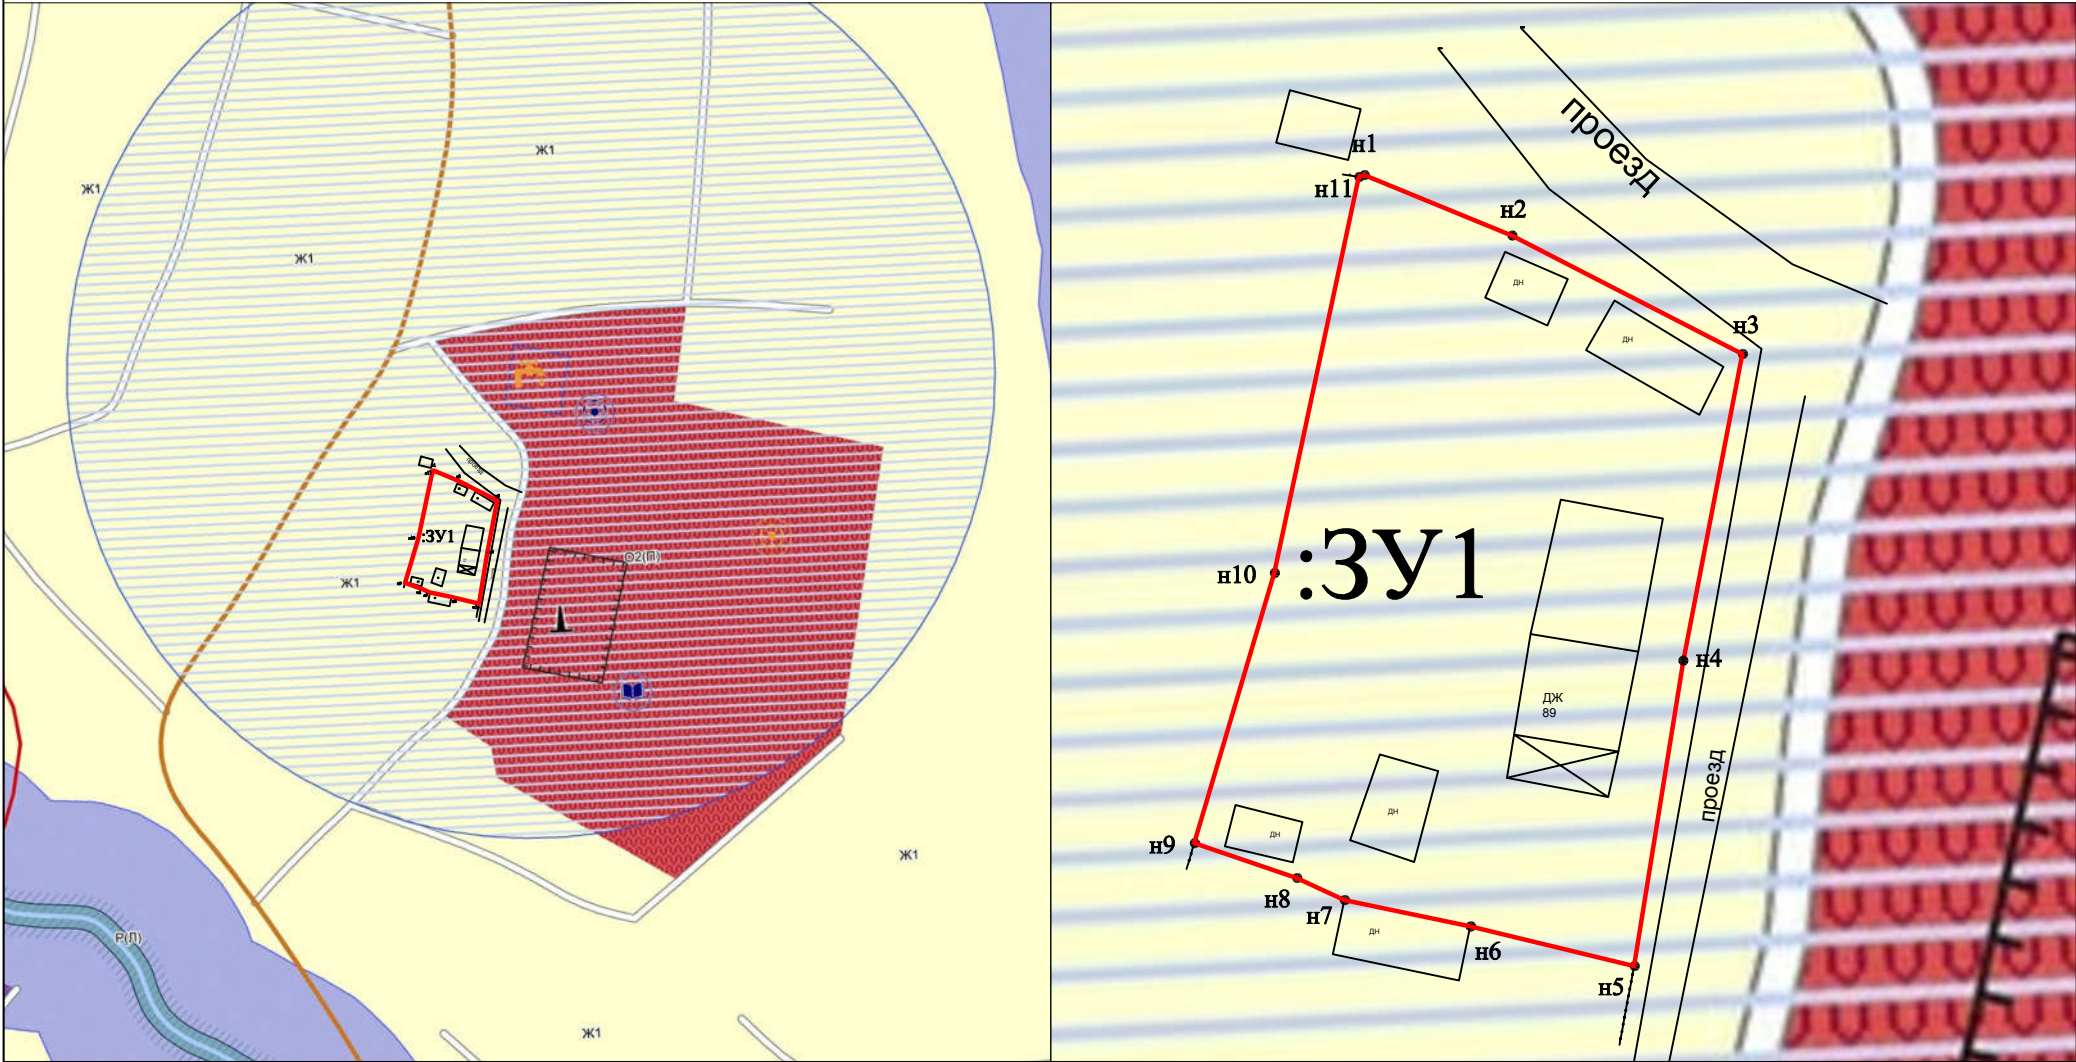 Ж1
Ж1
Ж1
проезд
:ЗУ1
О2(П)
Ж1
Ж1
Р(Л)
Ж1
проезд
н1
н11
н2
дн
н3
дн
н10
:ЗУ1
н4
ДЖ
89
проезд
дн
дн
н9
н8
н7
дн
н6
н5